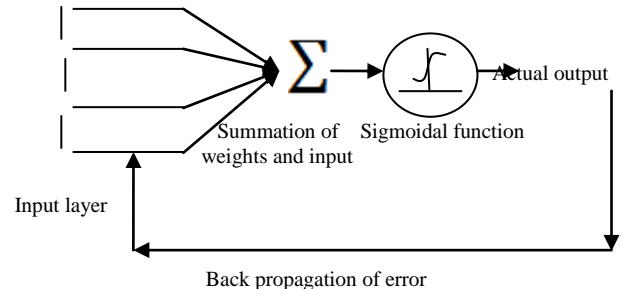 Σ
Actual output
Summation of
weights and input
Sigmoidal function
Input layer
Back propagation of error